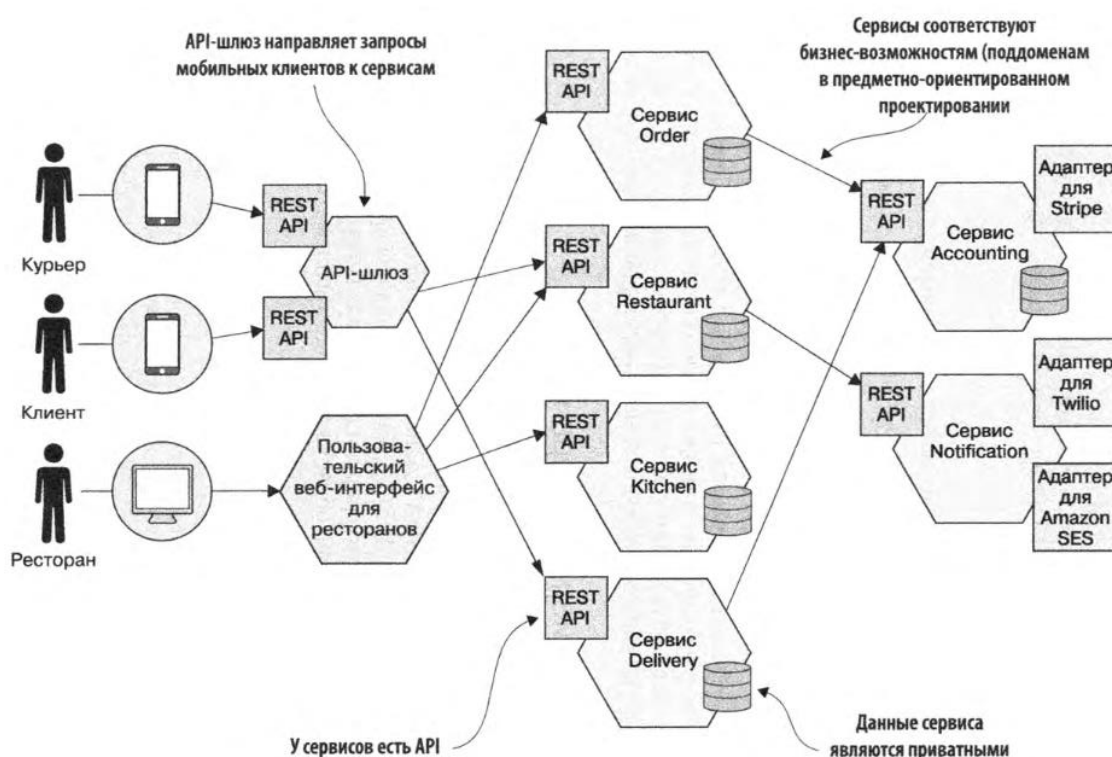 API-шлюз направляет запросы
мобильных клиентов к сервисам
Сервисы соответствуют
бизнес-возможностям (поддоменам
в предметно-ориентированном
проектировании
REST
API
Сервис
Order
Курьер
REST
API
API-шлюз
REST
API
Клиент
REST
API
Сервис
Restaurant
REST
API
Сервис
Accounting
Адаптер
для
Stripe
Ресторан
Пользова-
тельский
веб-интерфейс
для
ресторанов
REST
API
Сервис
Kitchen
REST
API
Сервис
Notification
Адаптер
для
Twilio
Адаптер
для
Amazon
SES
REST
API
Сервис
Delivery
У сервисов есть API
Данные сервиса
являются приватными